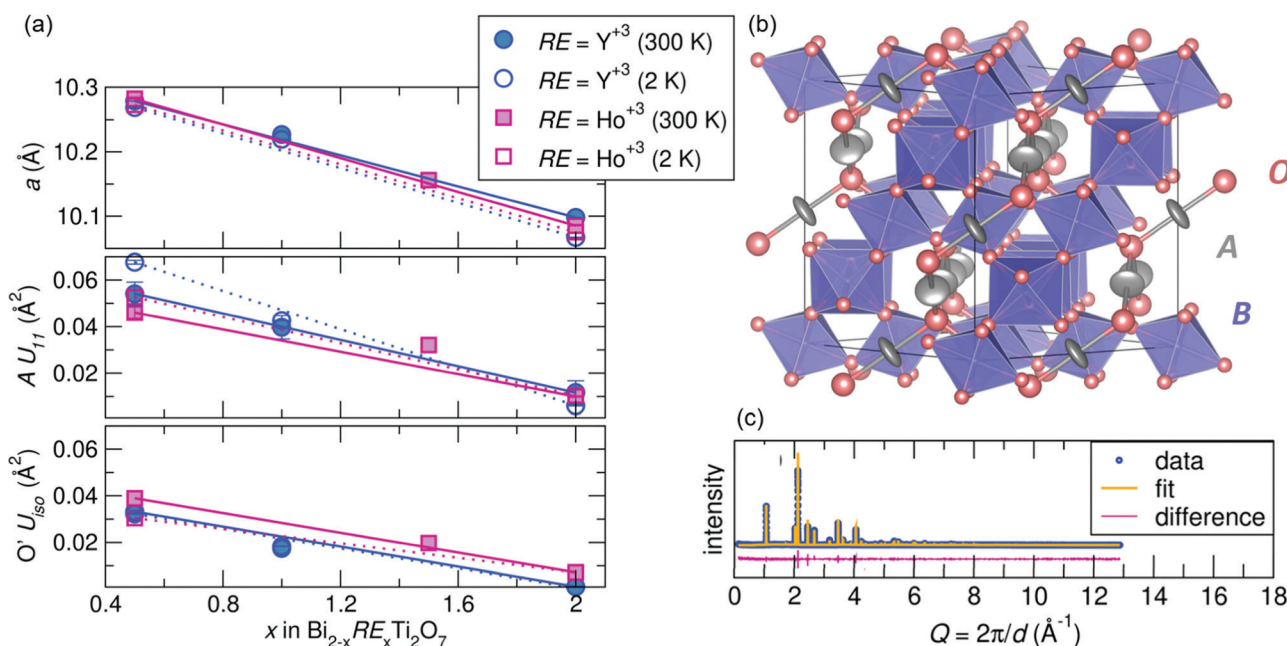 (a)
RE = Y+3 (300 K)
RE = Y+3 (2 K)
RE = Ho+3 (300 K)
RE = Ho+3 (2 K)
10.3
10.2
10.1
a (Å)
0.06
0.04
0.02
A U11 (Å2)
0.06
0.04
0.02
O' Uiso (Å2)
0.4 0.8 1.2 1.6 2
x in Bi2-xRExTi2O7
(b)
O
A
B
(c)
data
fit
difference
intensity
0 2 4 6 8 10 12 14 16 18
Q = 2π/d (Å-1)